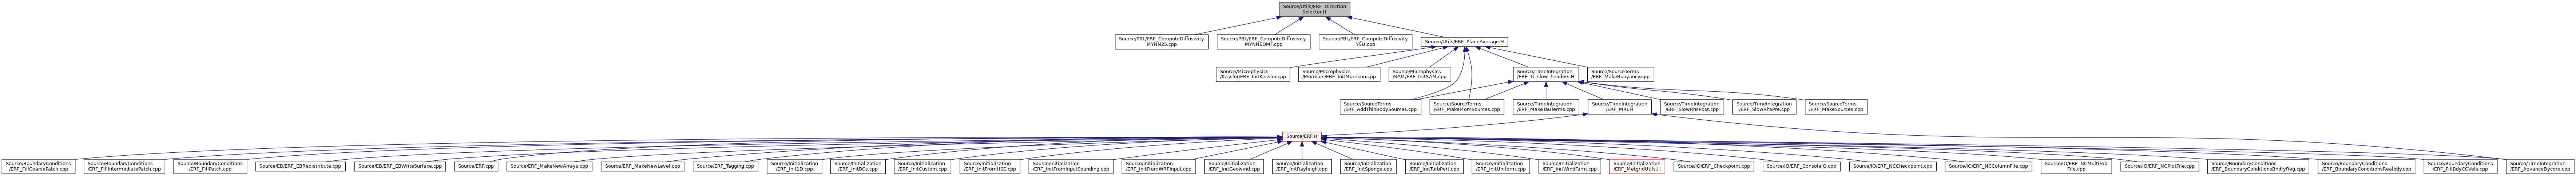 Source/Utils/ERF_Direction
Selector.H
Source/PBL/ERF_ComputeDiffusivity
MYNN25.cpp
Source/PBL/ERF_ComputeDiffusivity
MYNNEDMF.cpp
Source/PBL/ERF_ComputeDiffusivity
YSU.cpp
Source/Utils/ERF_PlaneAverage.H
Source/Microphysics
/Kessler/ERF_InitKessler.cpp
Source/Microphysics
/Morrison/ERF_InitMorrison.cpp
Source/Microphysics
/SAM/ERF_InitSAM.cpp
Source/TimeIntegration
/ERF_TI_slow_headers.H
Source/SourceTerms
/ERF_MakeBuoyancy.cpp
Source/SourceTerms
/ERF_AddThinBodySources.cpp
Source/SourceTerms
/ERF_MakeMomSources.cpp
Source/TimeIntegration
/ERF_MakeTauTerms.cpp
Source/TimeIntegration
/ERF_MRI.H
Source/TimeIntegration
/ERF_SlowRhsPost.cpp
Source/TimeIntegration
/ERF_SlowRhsPre.cpp
Source/SourceTerms
/ERF_MakeSources.cpp
Source/ERF.H
Source/BoundaryConditions
/ERF_FillCoarsePatch.cpp
Source/BoundaryConditions
/ERF_FillIntermediatePatch.cpp
Source/BoundaryConditions
/ERF_FillPatch.cpp
Source/EB/ERF_EBRedistribute.cpp
Source/EB/ERF_EBWriteSurface.cpp
Source/ERF.cpp
Source/ERF_MakeNewArrays.cpp
Source/ERF_MakeNewLevel.cpp
Source/ERF_Tagging.cpp
Source/Initialization
/ERF_Init1D.cpp
Source/Initialization
/ERF_InitBCs.cpp
Source/Initialization
/ERF_InitCustom.cpp
Source/Initialization
/ERF_InitFromHSE.cpp
Source/Initialization
/ERF_InitFromInputSounding.cpp
Source/Initialization
/ERF_InitFromWRFInput.cpp
Source/Initialization
/ERF_InitGeowind.cpp
Source/Initialization
/ERF_InitRayleigh.cpp
Source/Initialization
/ERF_InitSponge.cpp
Source/Initialization
/ERF_InitTurbPert.cpp
Source/Initialization
/ERF_InitUniform.cpp
Source/Initialization
/ERF_InitWindFarm.cpp
Source/Initialization
/ERF_MetgridUtils.H
Source/IO/ERF_Checkpoint.cpp
Source/IO/ERF_ConsoleIO.cpp
Source/IO/ERF_NCCheckpoint.cpp
Source/IO/ERF_NCColumnFile.cpp
Source/IO/ERF_NCMultiFab
File.cpp
Source/IO/ERF_NCPlotFile.cpp
Source/BoundaryConditions
/ERF_BoundaryConditionsBndryReg.cpp
Source/BoundaryConditions
/ERF_BoundaryConditionsRealbdy.cpp
Source/BoundaryConditions
/ERF_FillBdyCCVels.cpp
Source/TimeIntegration
/ERF_AdvanceDycore.cpp